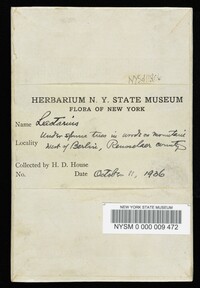 HERBARIUM N. Y. STATE MUSEUM
FLORA OF NEW YORK
Name Lactarius
Under spruce trees in woods on mountain
Locality west of Berlin, Rensselaer county
Collected by H. D. House
No. Date October 11, 1936
NEW YORK STATE MUSEUM
NYSM 0 000 009 472